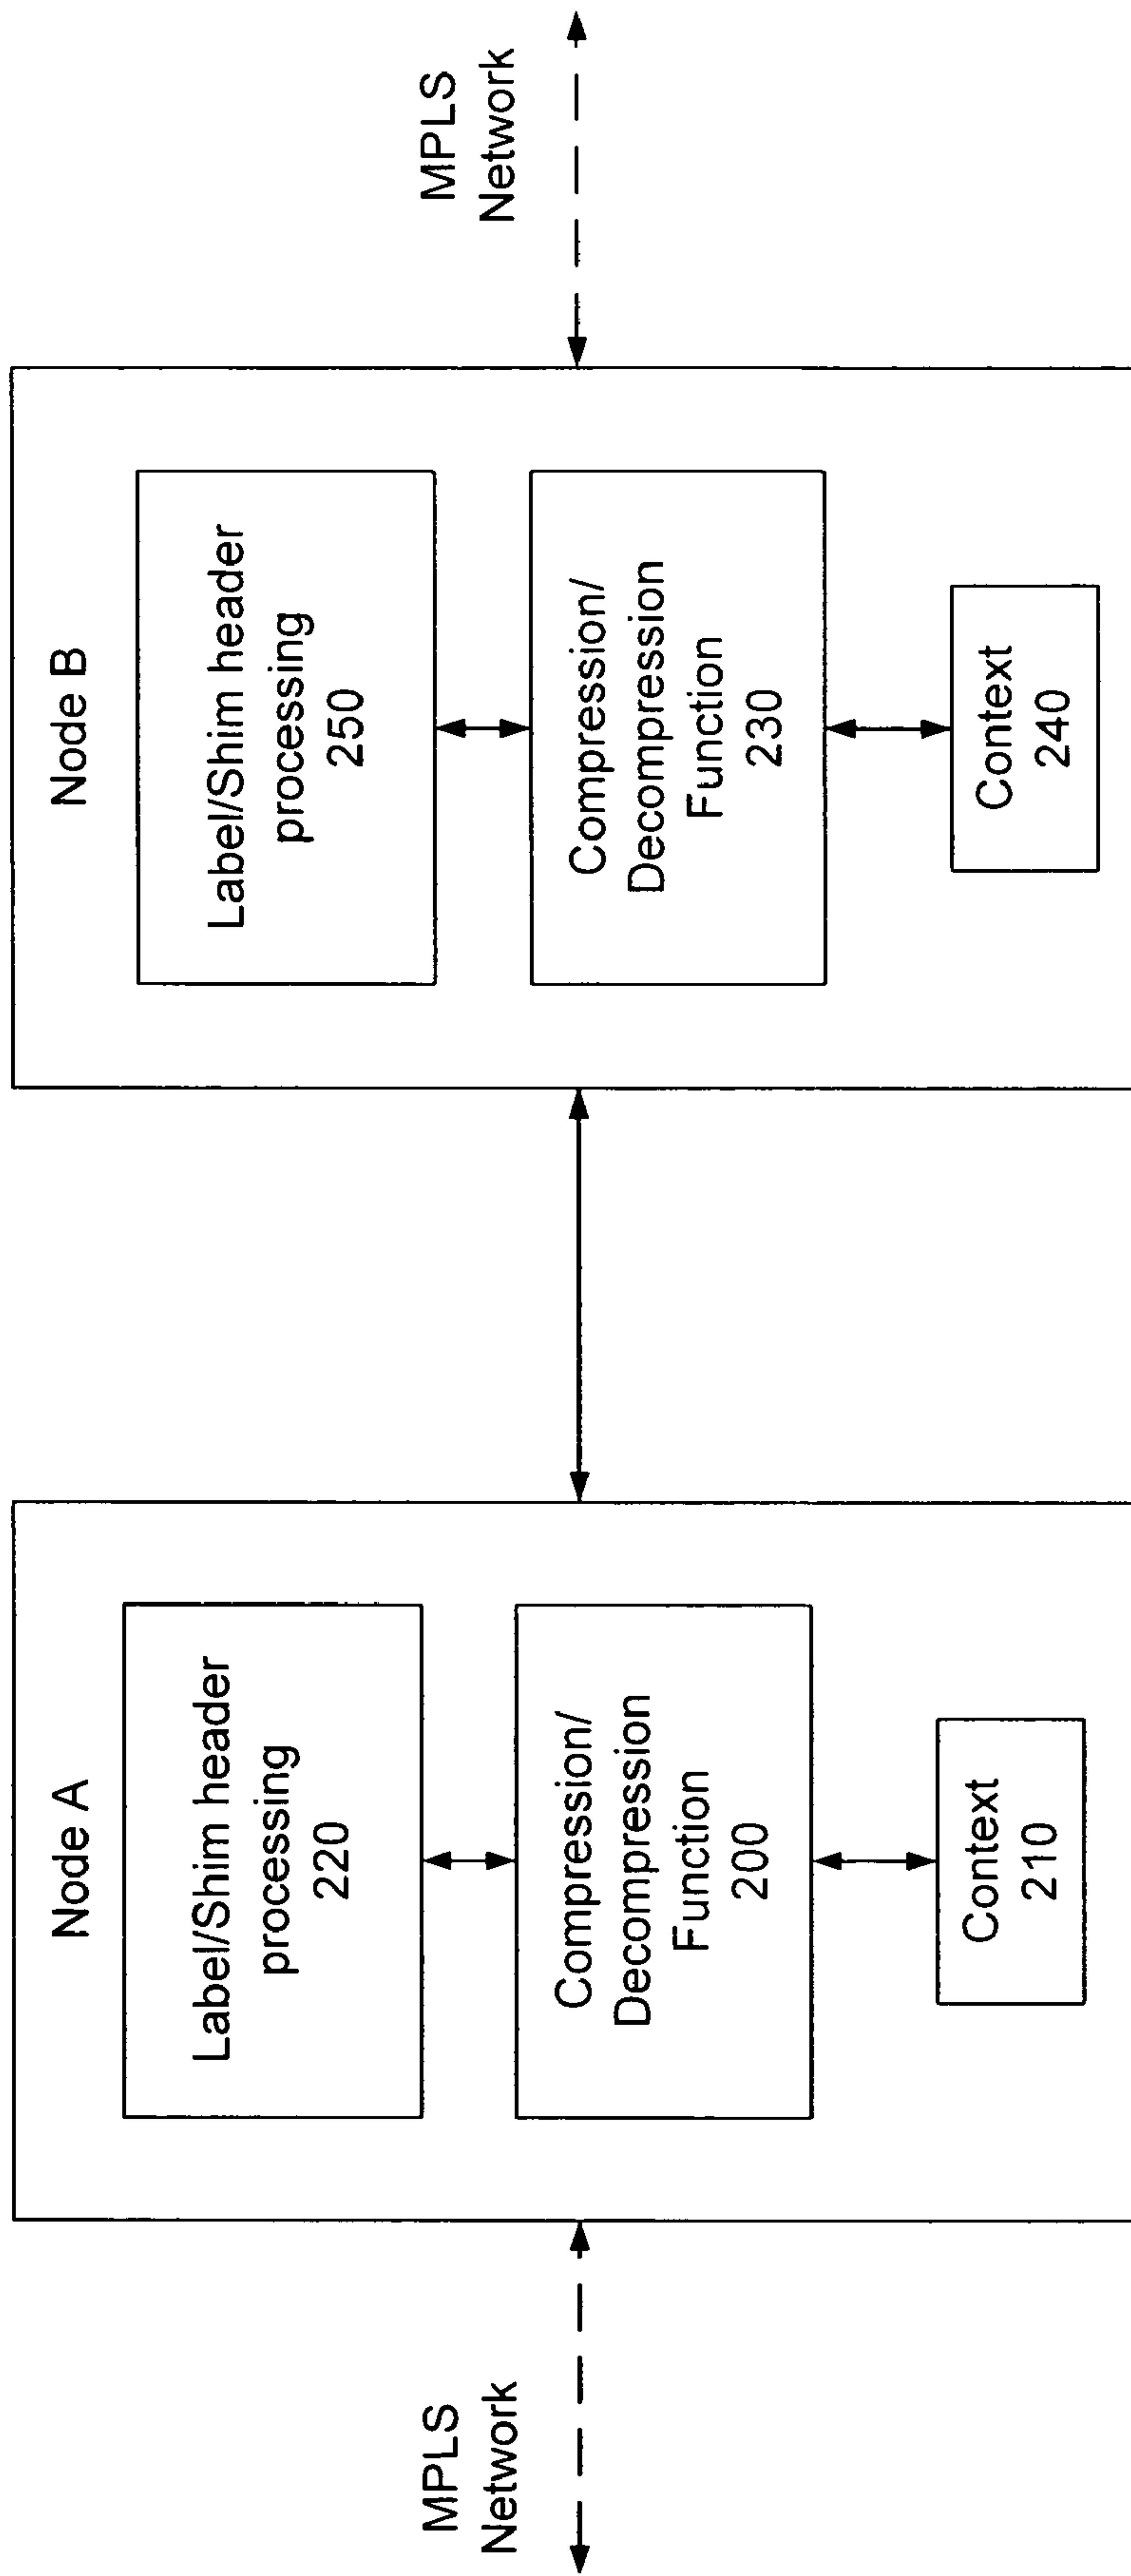 MPLS
Network
Node A
Label/Shim header
processing
220
Compression/
Decompression
Function
200
Context
210
Node B
Label/Shim header
processing
250
Compression/
Decompression
Function
230
Context
240
MPLS
Network